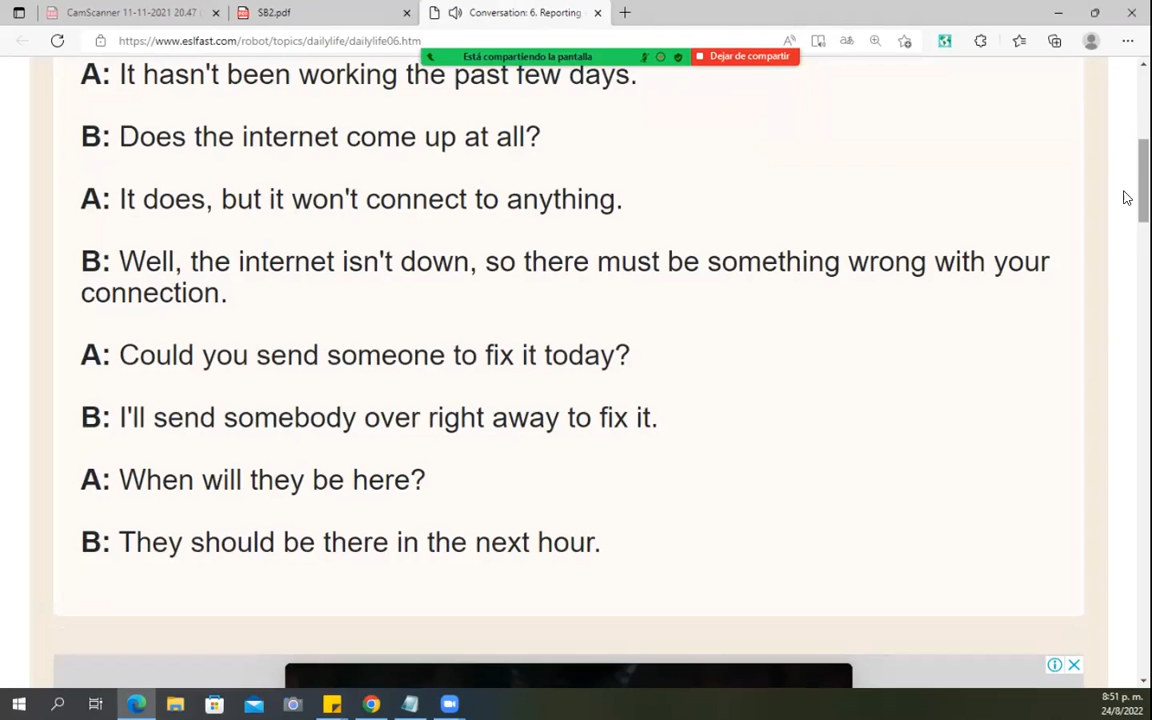 CamScanner 11-11-2021 20.47
SB2.pdf
Conversation: 6. Reporting
https://www.eslfast.com/robot/topics/dailylife/dailylife06.htm
Está compartiendo la pantalla
Dejar de compartir
A: It hasn't been working the past few days.
B: Does the internet come up at all?
A: It does, but it won't connect to anything.
B: Well, the internet isn't down, so there must be something wrong with your
connection.
A: Could you send someone to fix it today?
B: I'll send somebody over right away to fix it.
A: When will they be here?
B: They should be there in the next hour.
8:51 p. m.
24/8/2022